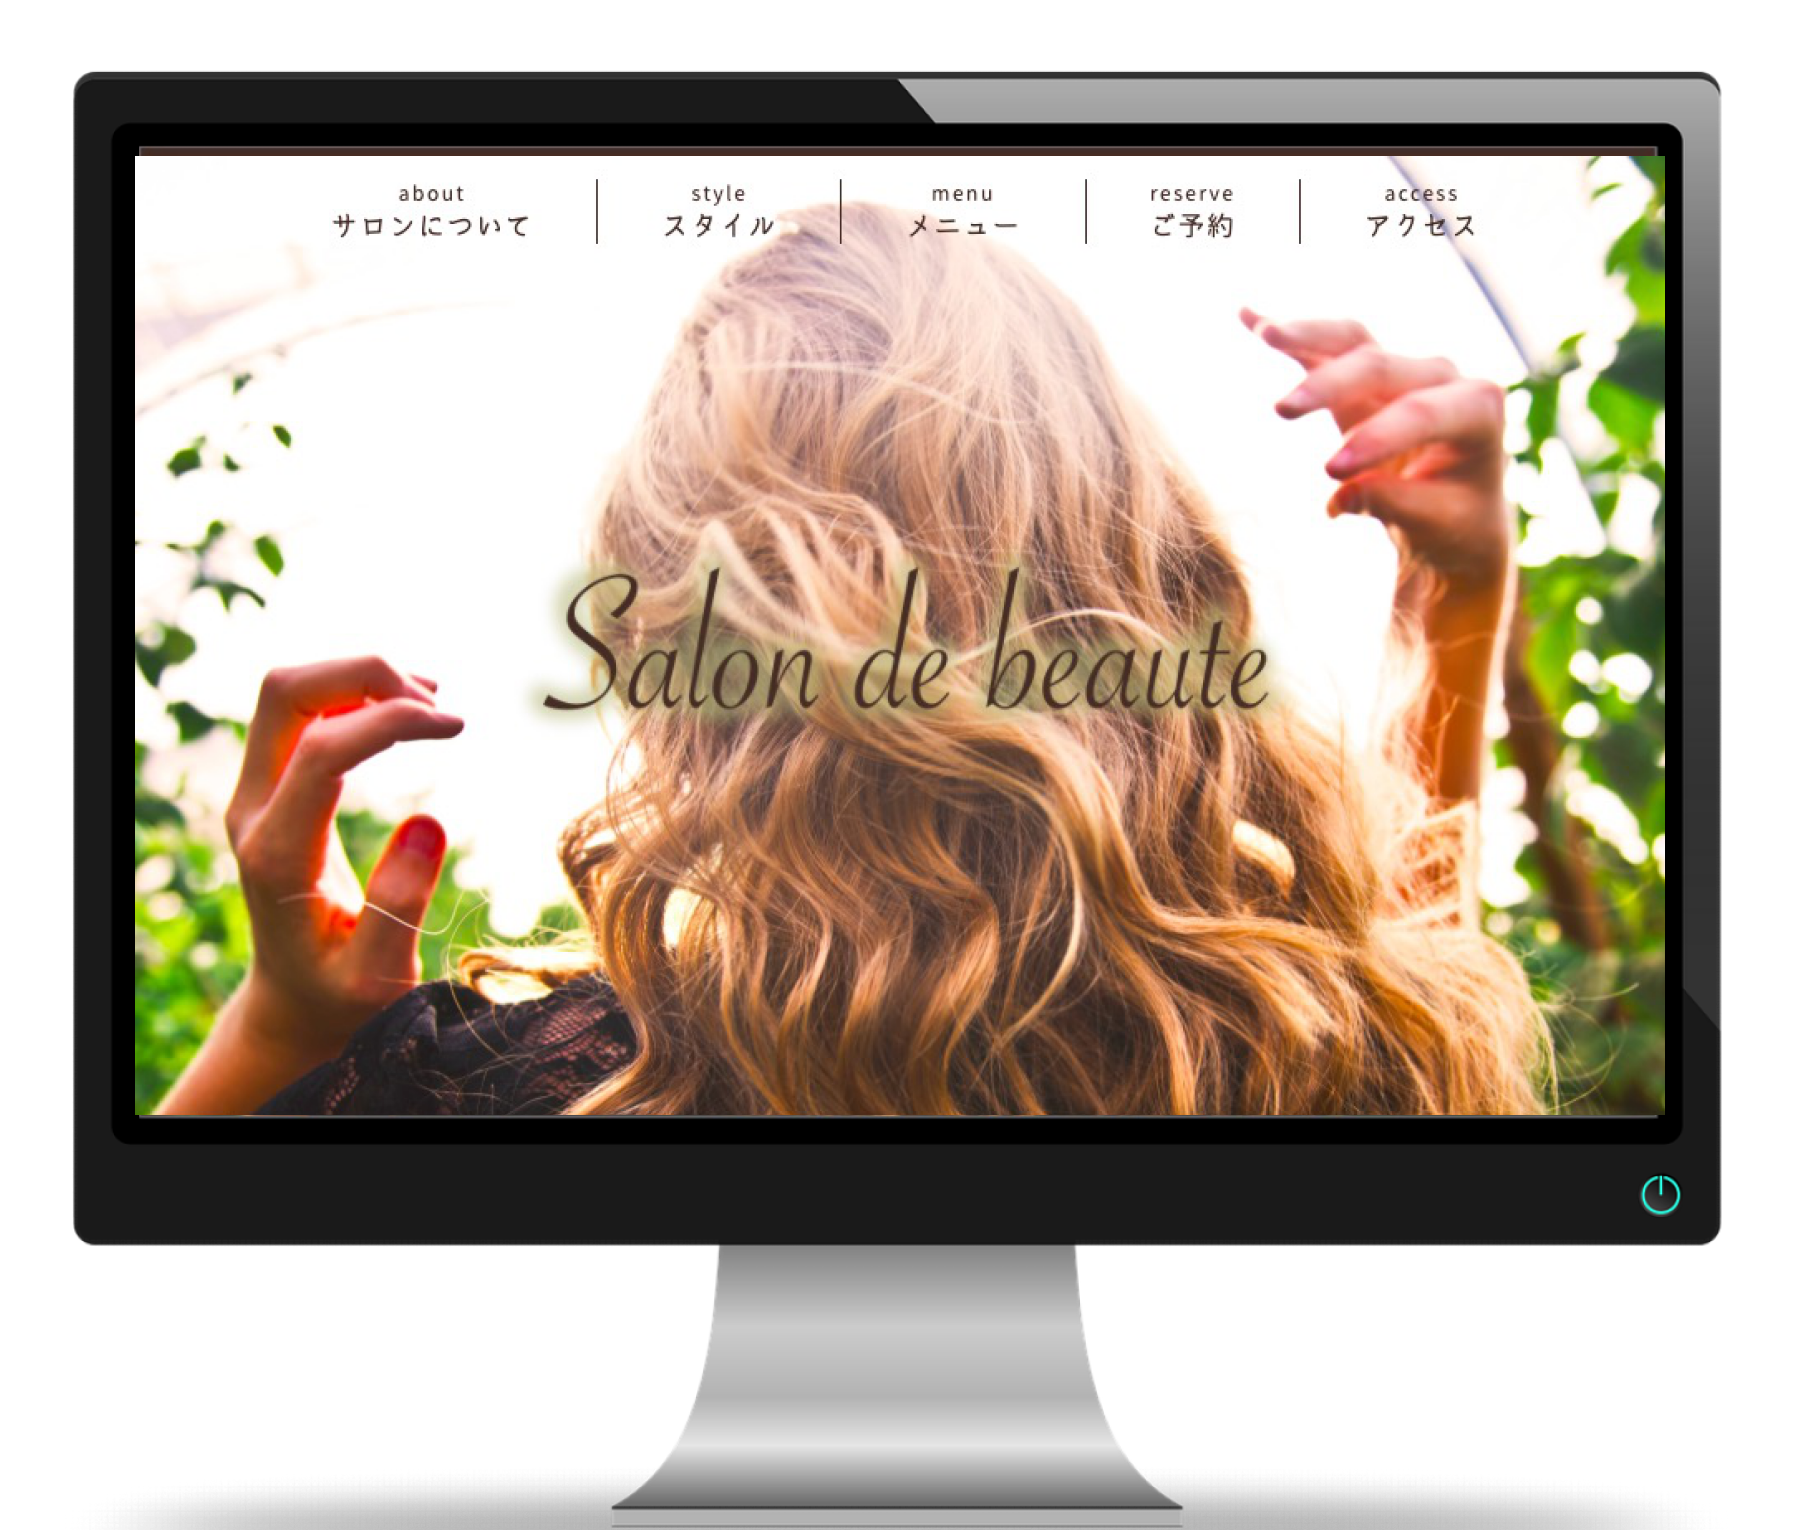 about
サロンについて
style
スタイル
menu
メニュー
reserve
ご予約
access
アクセス
Salon de beaute